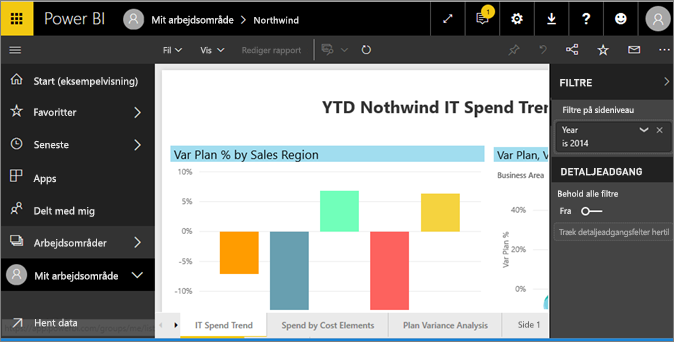 Power BI
Mit arbejdsområde > Northwind
1
Fil
Vis
Rediger rapport
Start (eksempelvisning)
Favoritter
Seneste
Apps
Delt med mig
Arbejdsområder
Mit arbejdsområde
Hent data
YTD Nothwind IT Spend Tren
Var Plan % by Sales Region
10%
5%
0%
-5%
-10%
Var Plan, V
Business Area
40%
20%
0%
Var Plan %
IT Spend Trend
Spend by Cost Elements
Plan Variance Analysis
Side 1
FILTRE
Filtre på sideniveau
Year
is 2014
DETALJEADGANG
Behold alle filtre
Fra
Træk detaljeadgangsfelter hertil